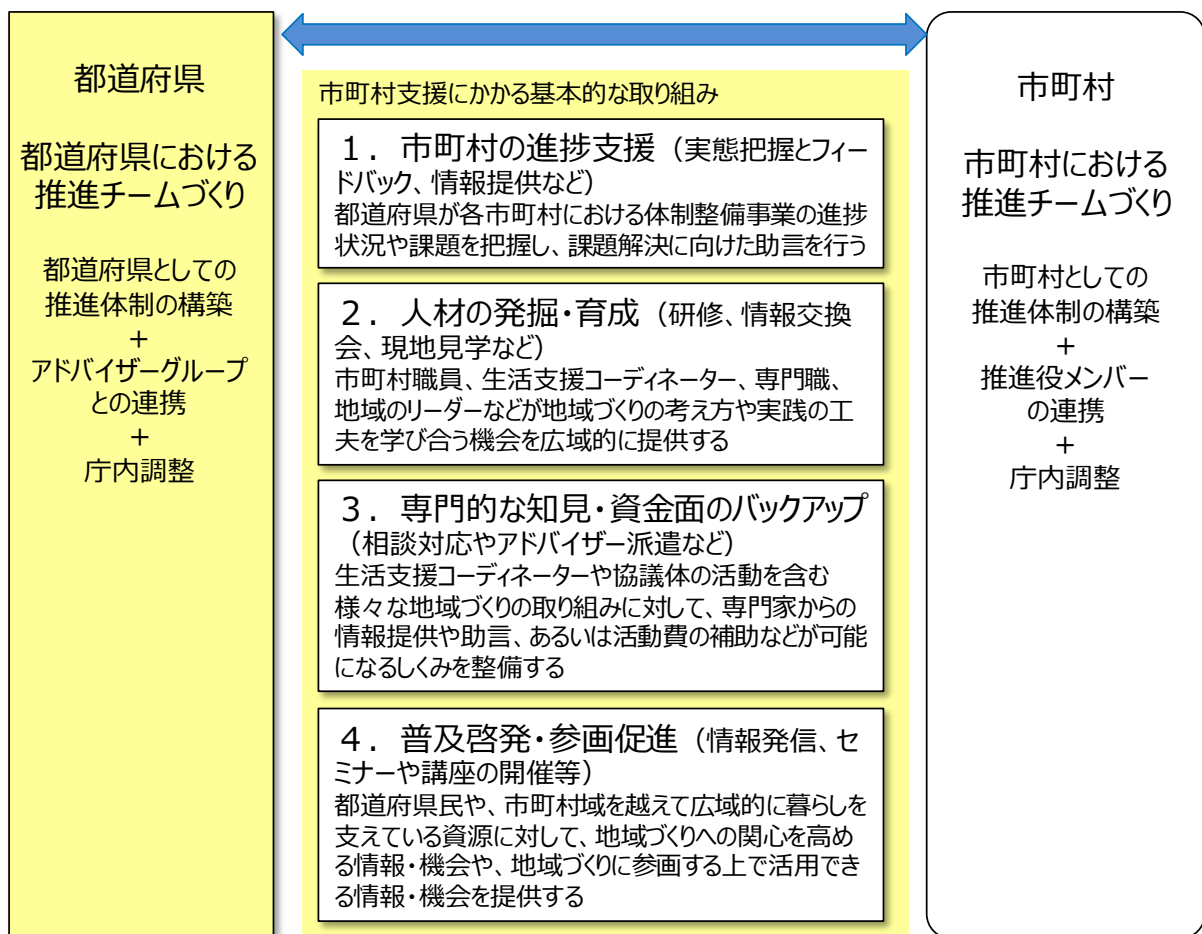 都道府県
都道府県における
推進チームづくり
都道府県としての
推進体制の構築
+
アドバイザーグループ
との連携
+
庁内調整
市町村支援にかかる基本的な取り組み
１．市町村の進捗支援（実態把握とフィー
ドバック、情報提供など）
都道府県が各市町村における体制整備事業の進捗
状況や課題を把握し、課題解決に向けた助言を行う
２．人材の発掘・育成（研修、情報交換
会、現地見学など）
市町村職員、生活支援コーディネーター、専門職、
地域のリーダーなどが地域づくりの考え方や実践の工
夫を学び合う機会を広域的に提供する
３．専門的な知見・資金面のバックアップ
（相談対応やアドバイザー派遣など）
生活支援コーディネーターや協議体の活動を含む
様々な地域づくりの取り組みに対して、専門家からの
情報提供や助言、あるいは活動費の補助などが可能
になるしくみを整備する
４．普及啓発・参画促進（情報発信、セ
ミナーや講座の開催等）
都道府県民や、市町村域を越えて広域的に暮らしを
支えている資源に対して、地域づくりへの関心を高め
る情報・機会や、地域づくりに参画する上で活用でき
る情報・機会を提供する
市町村
市町村における
推進チームづくり
市町村としての
推進体制の構築
+
推進役メンバー
の連携
+
庁内調整